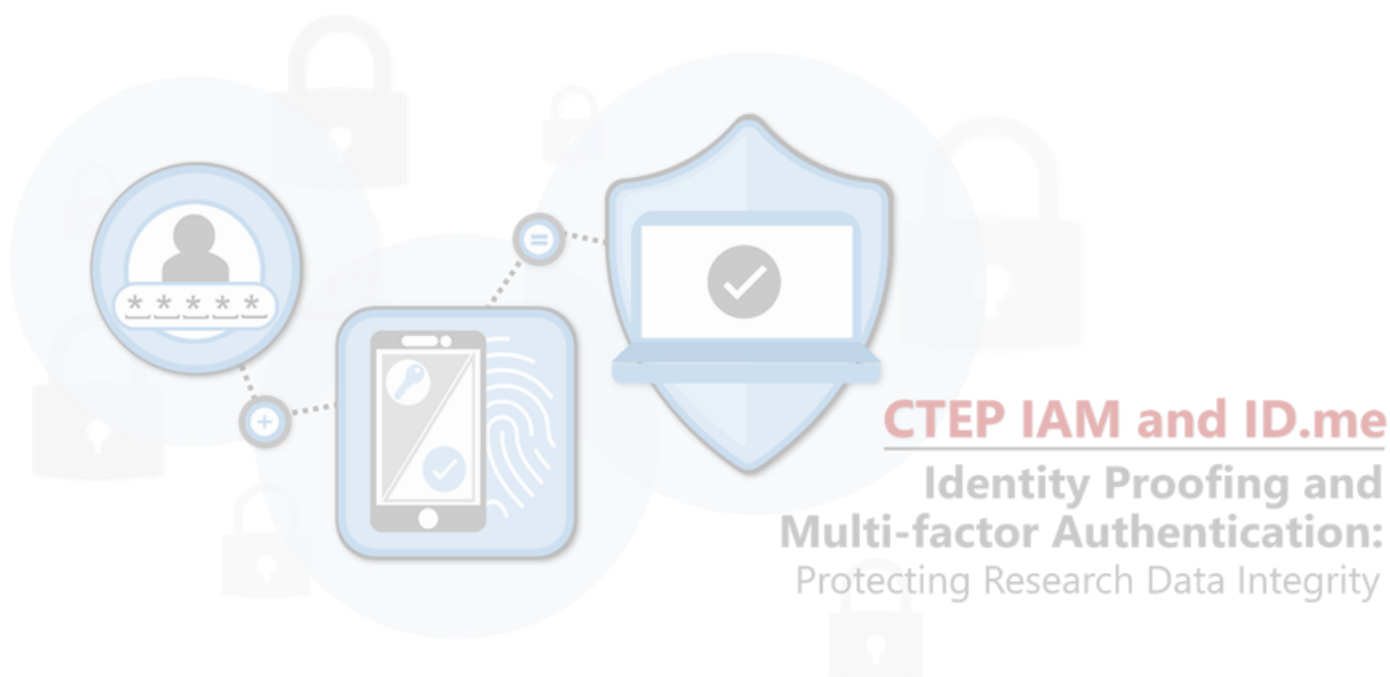 * * * * *
CTEP IAM and ID.me
Identity Proofing and
Multi-factor Authentication:
Protecting Research Data Integrity